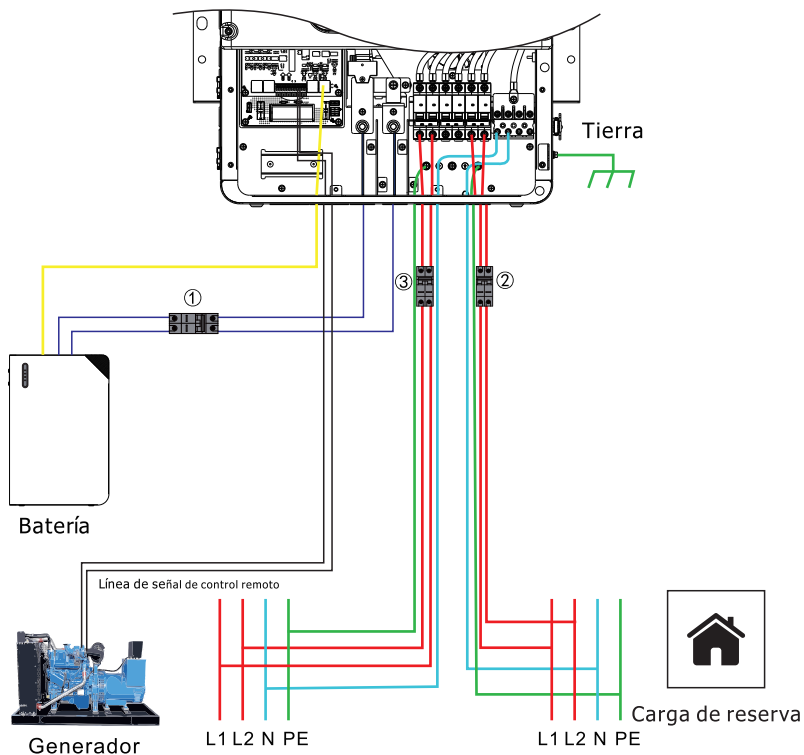 Tierra
①
③
②
Batería
Línea de señal de control remoto
Generador
L1 L2 N PE
L1 L2 N PE
Carga de reserva